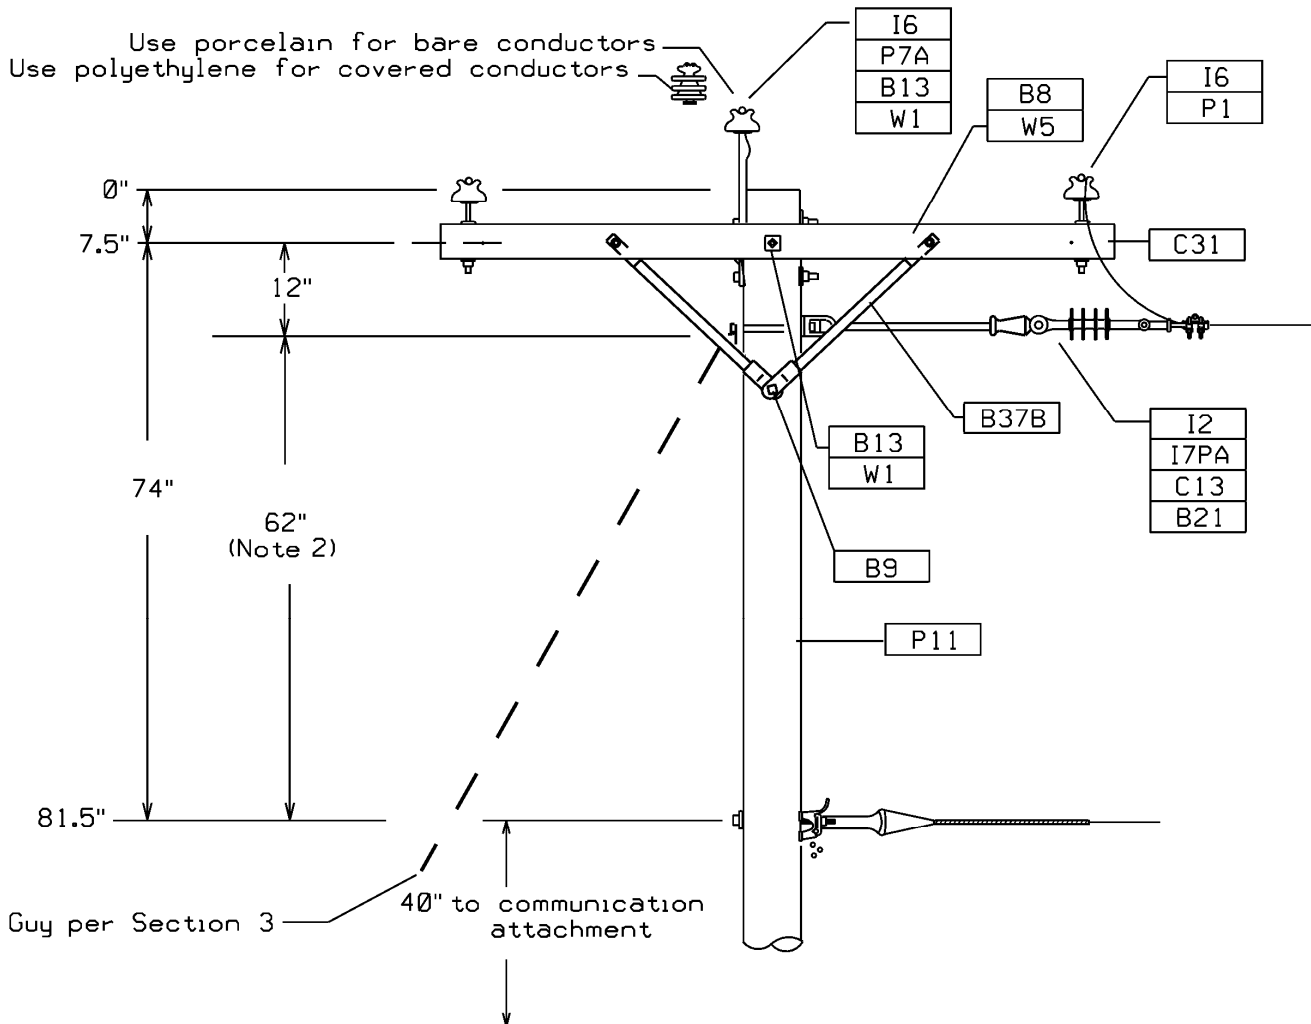 Use porcelain for bare conductors
Use polyethylene for covered conductors
I6
P7A
B13
W1
B8
W5
I6
P1
0"
7.5"
C31
12"
B37B
I2
I7PA
C13
B21
B13
W1
74"
62"
(Note 2)
B9
P11
81.5"
40" to communication
attachment
Guy per Section 3